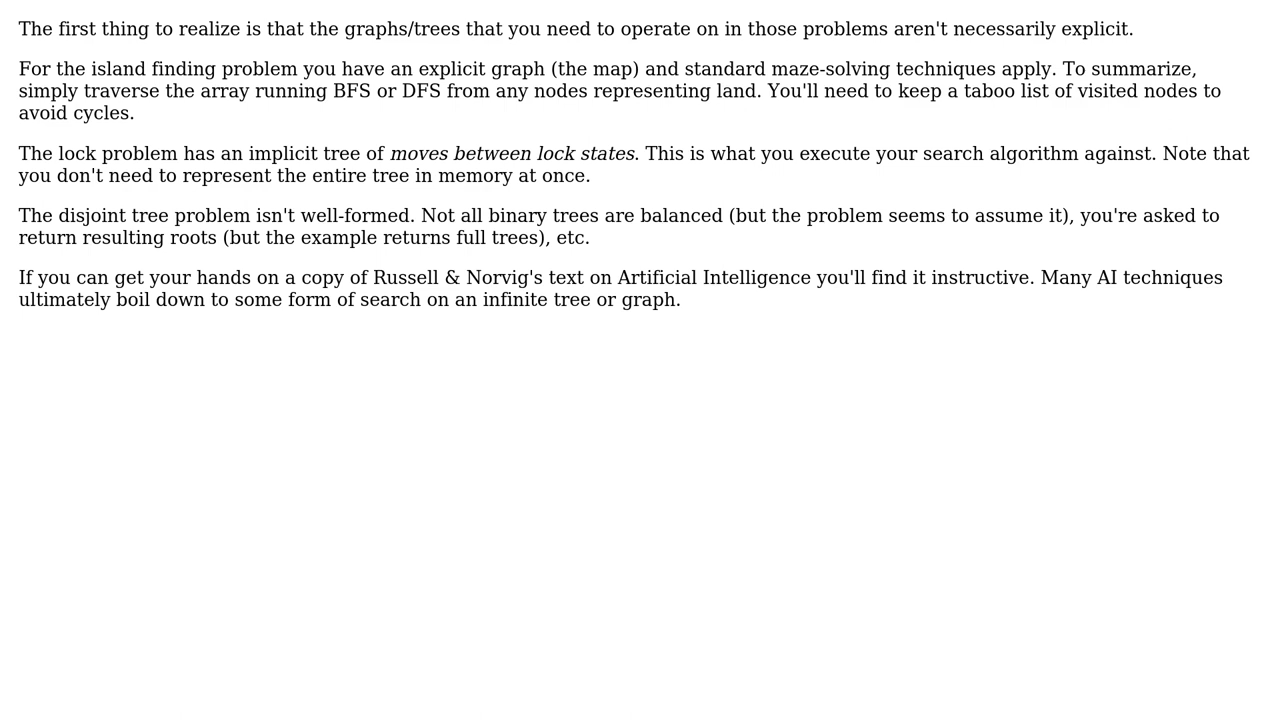 The first thing to realize is that the graphs/trees that you need to operate on in those problems aren't necessarily explicit.
For the island finding problem you have an explicit graph (the map) and standard maze-solving techniques apply. To summarize,
simply traverse the array running BFS or DFS from any nodes representing land. You'll need to keep a taboo list of visited nodes to
avoid cycles.
The lock problem has an implicit tree of moves between lock states. This is what you execute your search algorithm against. Note that
you don't need to represent the entire tree in memory at once.
The disjoint tree problem isn't well-formed. Not all binary trees are balanced (but the problem seems to assume it), you're asked to
return resulting roots (but the example returns full trees), etc.
If you can get your hands on a copy of Russell & Norvig's text on Artificial Intelligence you'll find it instructive. Many AI techniques
ultimately boil down to some form of search on an infinite tree or graph.